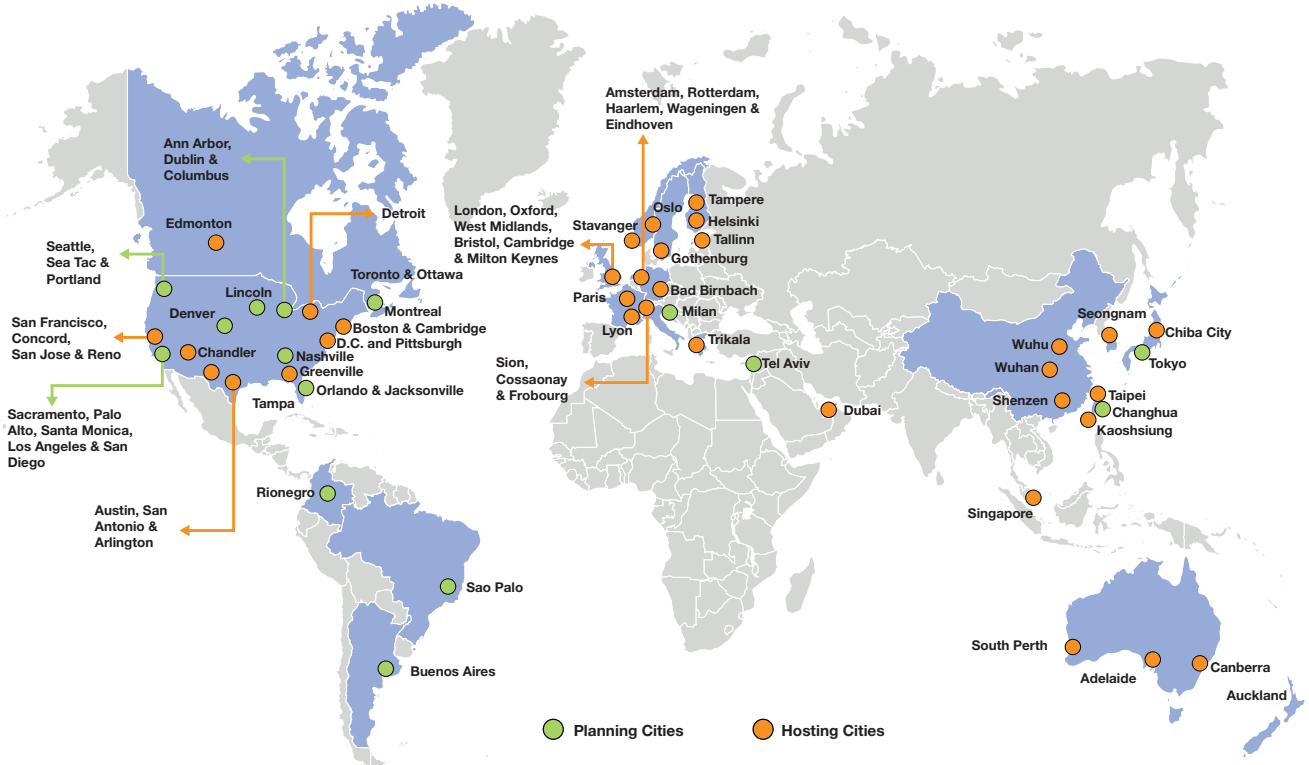 Amsterdam, Rotterdam,
Haarlem, Wageningen &
Eindhoven
Ann Arbor,
Dublin &
Columbus
Edmonton
Detroit
Seattle,
Sea Tac &
Portland
London, Oxford,
West Midlands,
Bristol, Cambridge
& Milton Keynes
Stavanger
Oslo
Tampere
Helsinki
Tallinn
Gothenburg
Toronto & Ottawa
Lincoln
Denver
Montreal
Boston & Cambridge
D.C. and Pittsburgh
San Francisco,
Concord,
San Jose & Reno
Chandler
Nashville
Greenville
Orlando & Jacksonville
Tampa
Paris
Bad Birnbach
Milan
Lyon
Trikala
Tel Aviv
Sion,
Cossaonay
& Frobourg
Dubai
Seongnam
Chiba City
Wuhu
Tokyo
Wuhan
Shenzen
Taipei
Changhua
Kaoshsiung
Singapore
Sacramento, Palo
Alto, Santa Monica,
Los Angeles & San
Diego
Austin, San
Antonio &
Arlington
Rionegro
Sao Palo
Buenos Aires
South Perth
Adelaide
Canberra
Auckland
Planning Cities
Hosting Cities